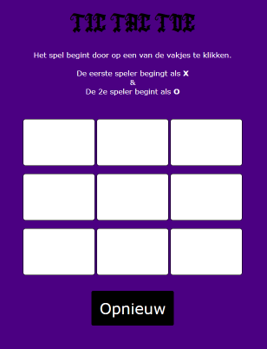 TIC TAC TOE
Het spel begint door op een van de vakjes te klikken.
De eerste speler begingt als X
&
De 2e speler begint als O
Opnieuw